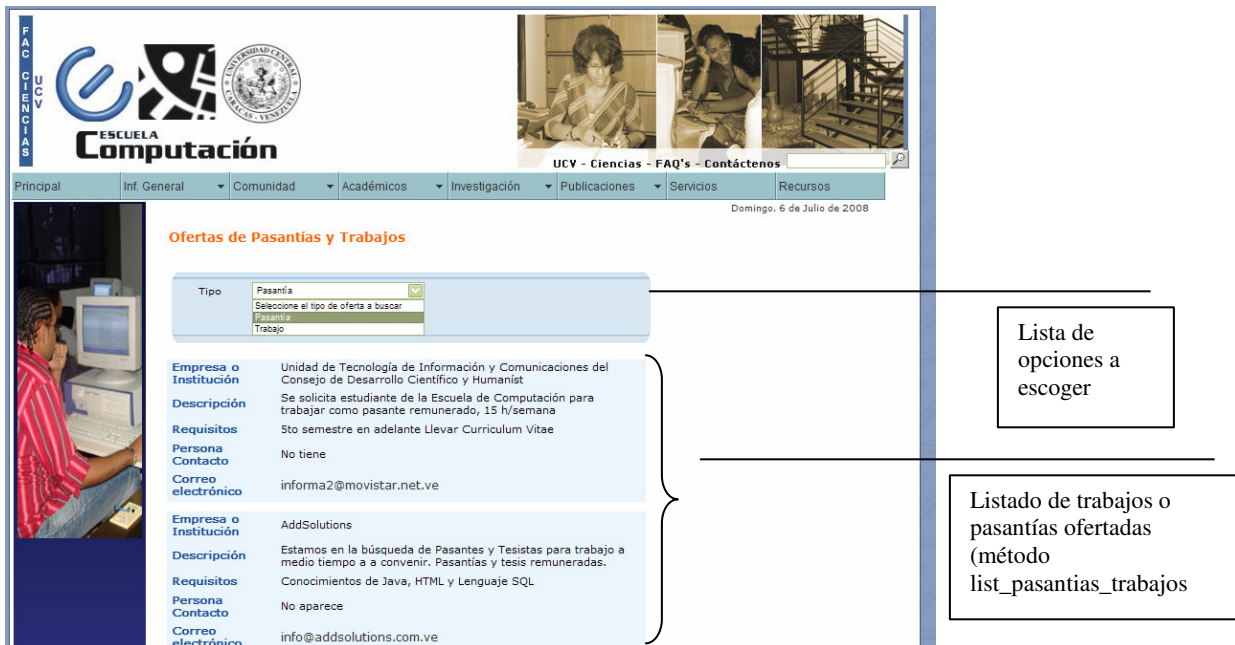 FAC CIENCIAS
UCV
UNIVERSIDAD CENTRAL
CARACAS - VENEZUELA
ESCUELA
Computación
UCV - Ciencias - FAQ's - Contáctenos
Principal Inf. General Comunidad Académicos Investigación Publicaciones Servicios Recursos
Domingo, 6 de Julio de 2008
Ofertas de Pasantías y Trabajos
Tipo Pasantía
Seleccione el tipo de oferta a buscar
Pasantía
Trabajo
Lista de
opciones a
escoger
Empresa o
Institución
Unidad de Tecnología de Información y Comunicaciones del
Consejo de Desarrollo Científico y Humaníst
Descripción
Se solicita estudiante de la Escuela de Computación para
trabajar como pasante remunerado, 15 h/semana
Requisitos 5to semestre en adelante Llevar Curriculum Vitae
Persona
Contacto
No tiene
Correo
electrónico
informa2@movistar.net.ve
Empresa o
Institución
AddSolutions
Descripción
Estamos en la búsqueda de Pasantes y Tesistas para trabajo a
medio tiempo a a convenir. Pasantías y tesis remuneradas.
Requisitos Conocimientos de Java, HTML y Lenguaje SQL
Persona
Contacto
No aparece
Correo
electrónico
info@addsolutions.com.ve
Listado de trabajos o
pasantías ofertadas
(método
list_pasantias_trabajos